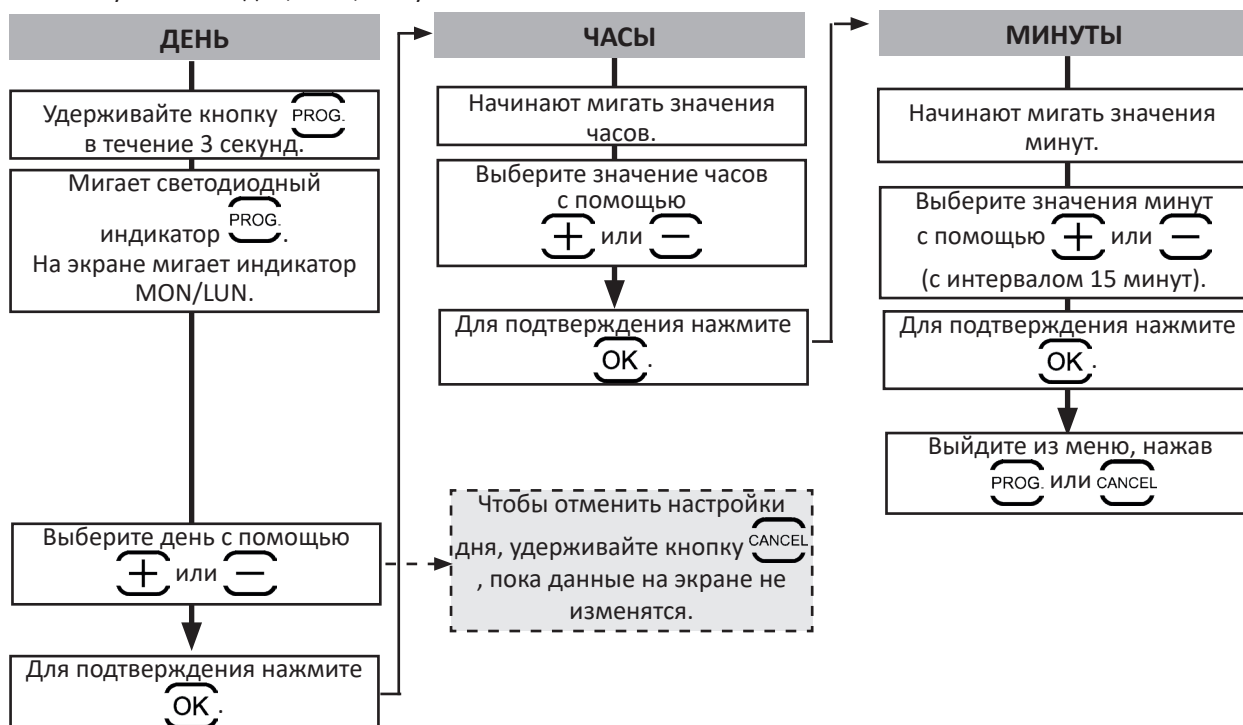 ДЕНЬ
Удерживайте кнопку PROG.
в течение 3 секунд.
Мигает светодиодный
индикатор PROG.
На экране мигает индикатор
MON/LUN.
Выберите день с помощью
+ или −
Для подтверждения нажмите
OK.
Чтобы отменить настройки
дня, удерживайте кнопку CANCEL
, пока данные на экране не
изменятся.
ЧАСЫ
Начинают мигать значения
часов.
Выберите значение часов
с помощью
+ или −
Для подтверждения нажмите
OK.
МИНУТЫ
Начинают мигать значения
минут.
Выберите значения минут
с помощью + или −
(с интервалом 15 минут).
Для подтверждения нажмите
OK.
Выйдите из меню, нажав
PROG. или CANCEL